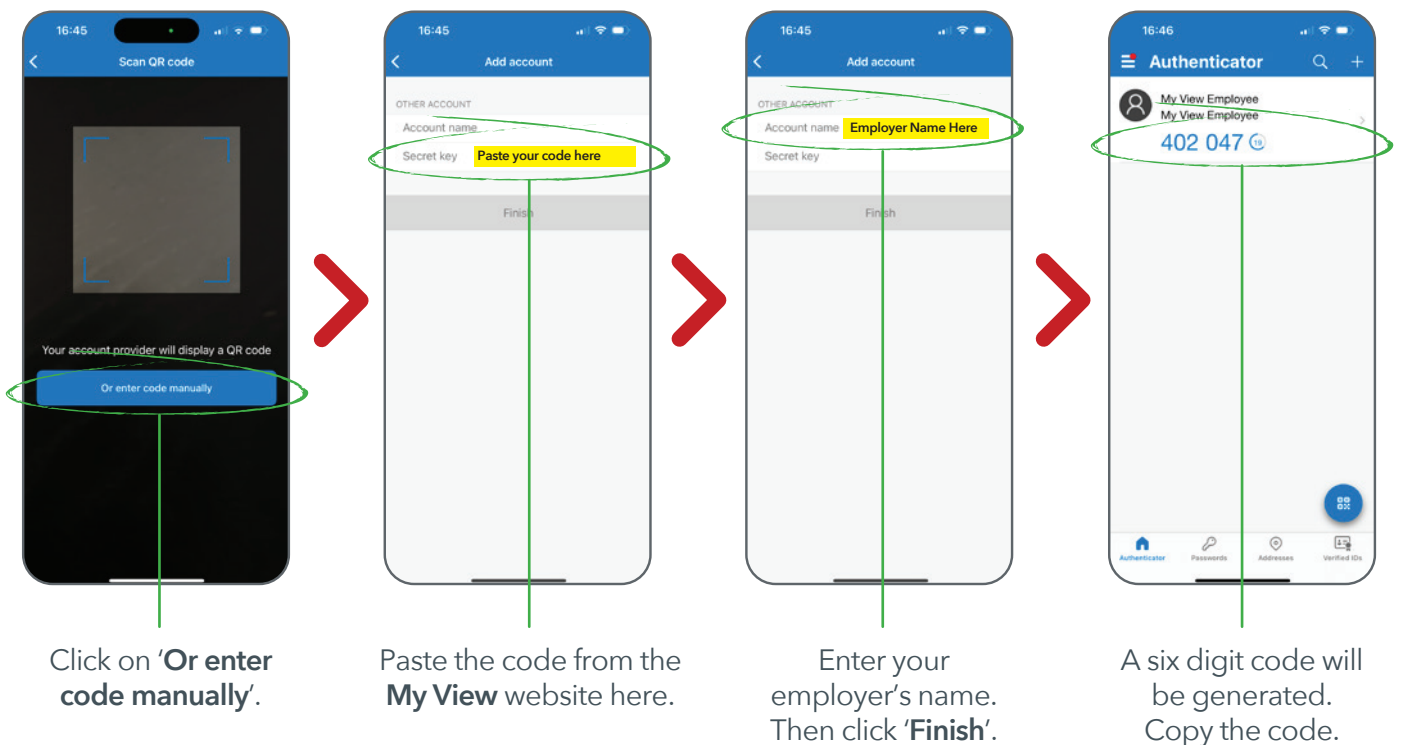 16:45
Scan QR code
Your account provider will display a QR code
Or enter code manually
Click on ‘Or enter
code manually’.
16:45
Add account
OTHER ACCOUNT
Account name
Secret key Paste your code here
Finish
Paste the code from the
My View website here.
16:45
Add account
OTHER ACCOUNT
Account name Employer Name Here
Secret key
Finish
Enter your
employer’s name.
Then click ‘Finish’.
16:46
Authenticator
My View Employee
My View Employee
402 047 19
Authenticator Passwords Addresses Verified IDs
A six digit code will
be generated.
Copy the code.